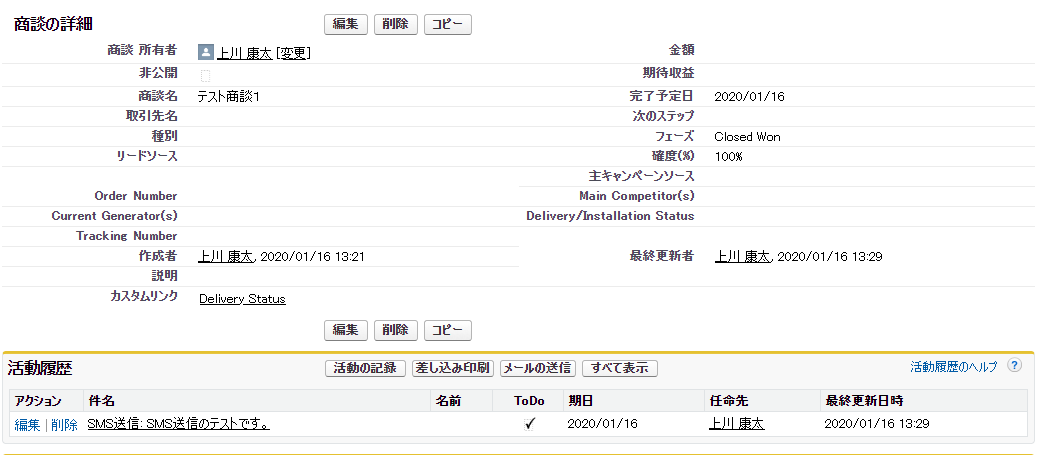 商談の詳細 編集 削除 コピー
商談 所有者 上川 康太 [変更] 金額
非公開 期待収益
商談名 テスト商談1 完了予定日 2020/01/16
取引先名 次のステップ
種別 フェーズ Closed Won
リードソース 確度(%) 100%
主キャンペーンソース
Order Number Main Competitor(s)
Current Generator(s) Delivery/Installation Status
Tracking Number
作成者 上川 康太, 2020/01/16 13:21 最終更新者 上川 康太, 2020/01/16 13:29
説明
カスタムリンク Delivery Status
編集 削除 コピー
活動履歴 活動の記録 差し込み印刷 メールの送信 すべて表示 活動履歴のヘルプ ?
アクション 件名 名前 ToDo 期日 任命先 最終更新日時
編集 | 削除 SMS送信: SMS送信のテストです。 ✓ 2020/01/16 上川 康太 2020/01/16 13:29